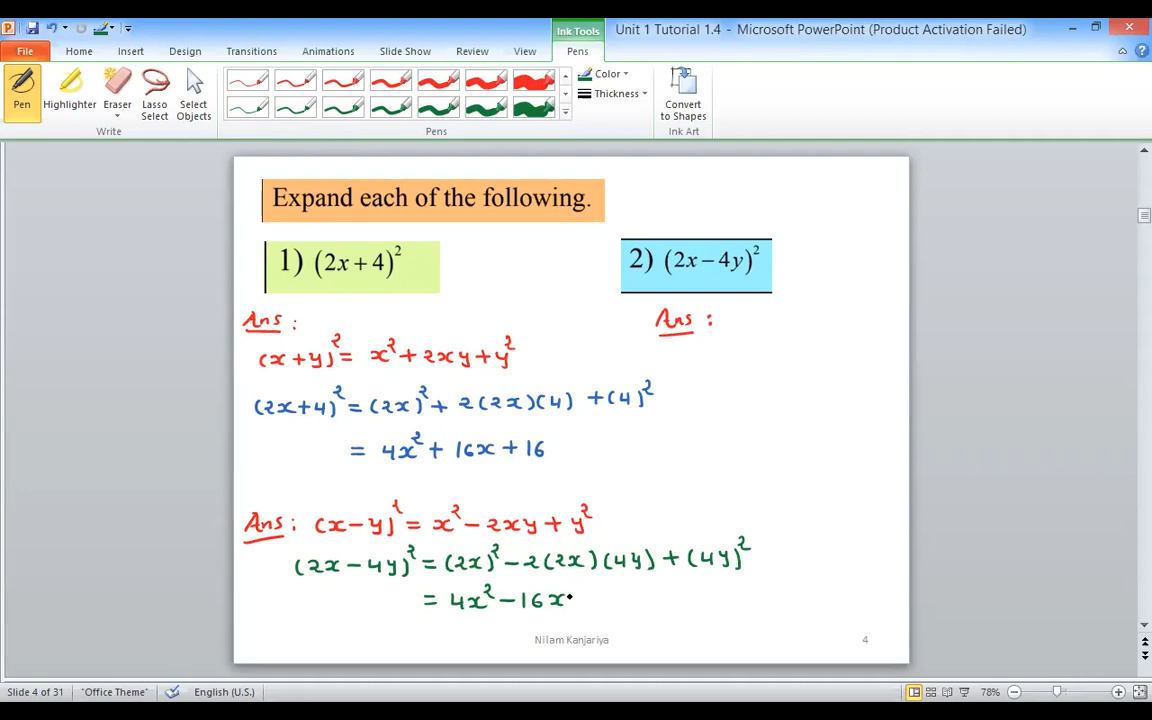 Ink Tools
Unit 1 Tutorial 1.4 - Microsoft PowerPoint (Product Activation Failed)
File Home Insert Design Transitions Animations Slide Show Review View Pens
Pen Highlighter Eraser Lasso Select Select Objects
Color
Thickness
Convert to Shapes
Write Pens Ink Art
Expand each of the following.
1) (2x + 4)²
2) (2x − 4y)²
Ans :
Ans :
(x+y)² = x² + 2xy + y²
(2x+4)² = (2x)² + 2(2x)(4) + (4)²
= 4x² + 16x + 16
Ans : (x−y)² = x² − 2xy + y²
(2x − 4y)² = (2x)² − 2(2x)(4y) + (4y)²
= 4x² − 16x
Nilam Kanjariya
4
Slide 4 of 31 "Office Theme" English (U.S.) 78%